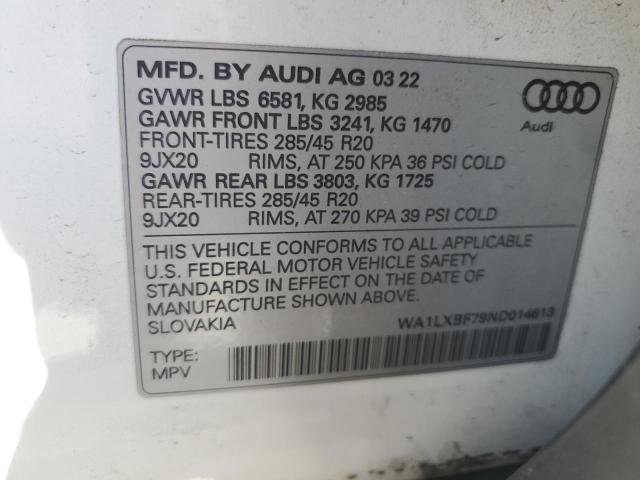 MFD. BY AUDI AG 03 22
GVWR LBS 6581, KG 2985
GAWR FRONT LBS 3241, KG 1470
FRONT-TIRES 285/45 R20
9JX20 RIMS, AT 250 KPA 36 PSI COLD
GAWR REAR LBS 3803, KG 1725
REAR-TIRES 285/45 R20
9JX20 RIMS, AT 270 KPA 39 PSI COLD
Audi
THIS VEHICLE CONFORMS TO ALL APPLICABLE
U.S. FEDERAL MOTOR VEHICLE SAFETY
STANDARDS IN EFFECT ON THE DATE OF
MANUFACTURE SHOWN ABOVE
SLOVAKIA WA1LXBF79ND014613
TYPE:
MPV